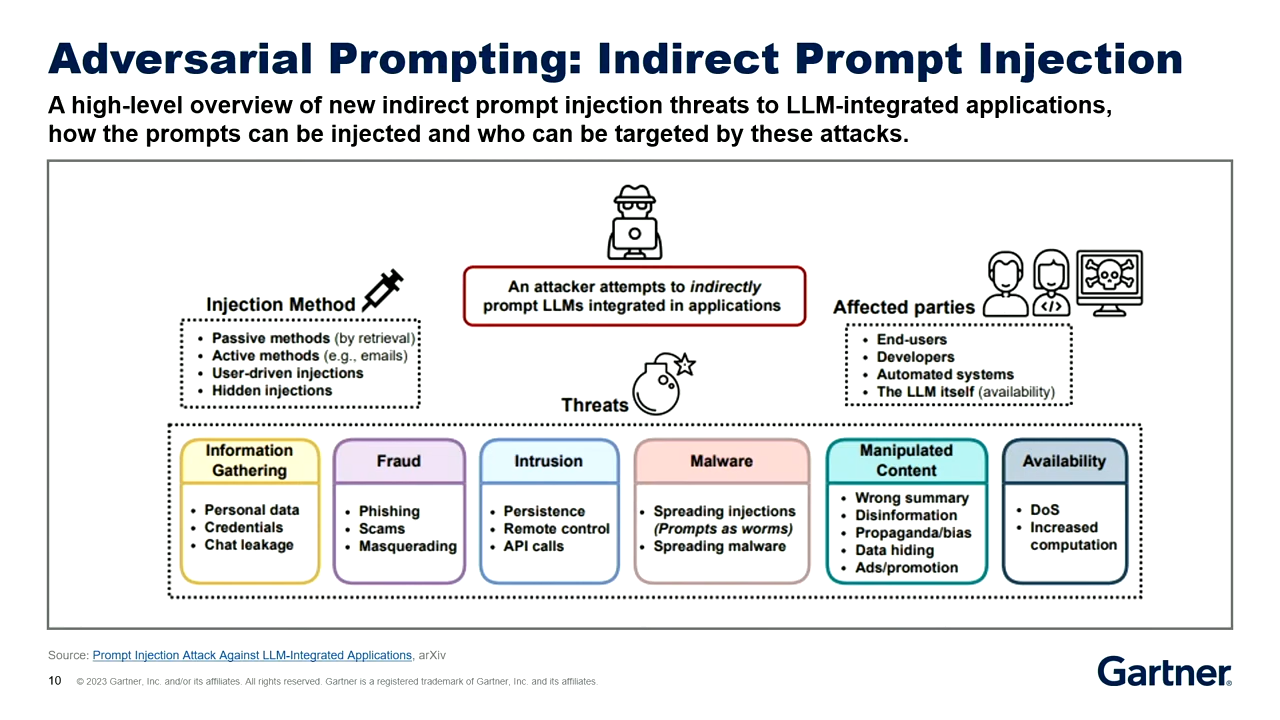 Adversarial Prompting: Indirect Prompt Injection
A high-level overview of new indirect prompt injection threats to LLM-integrated applications,
how the prompts can be injected and who can be targeted by these attacks.
An attacker attempts to indirectly
prompt LLMs integrated in applications
Injection Method
• Passive methods (by retrieval)
• Active methods (e.g., emails)
• User-driven injections
• Hidden injections
Affected parties
</>
• End-users
• Developers
• Automated systems
• The LLM itself (availability)
Threats
Information
Gathering
• Personal data
• Credentials
• Chat leakage
Fraud
• Phishing
• Scams
• Masquerading
Intrusion
• Persistence
• Remote control
• API calls
Malware
• Spreading injections
(Prompts as worms)
• Spreading malware
Manipulated
Content
• Wrong summary
• Disinformation
• Propaganda/bias
• Data hiding
• Ads/promotion
Availability
• DoS
• Increased
computation
Source: Prompt Injection Attack Against LLM-Integrated Applications, arXiv
10 © 2023 Gartner, Inc. and/or its affiliates. All rights reserved. Gartner is a registered trademark of Gartner, Inc. and its affiliates.
Gartner®